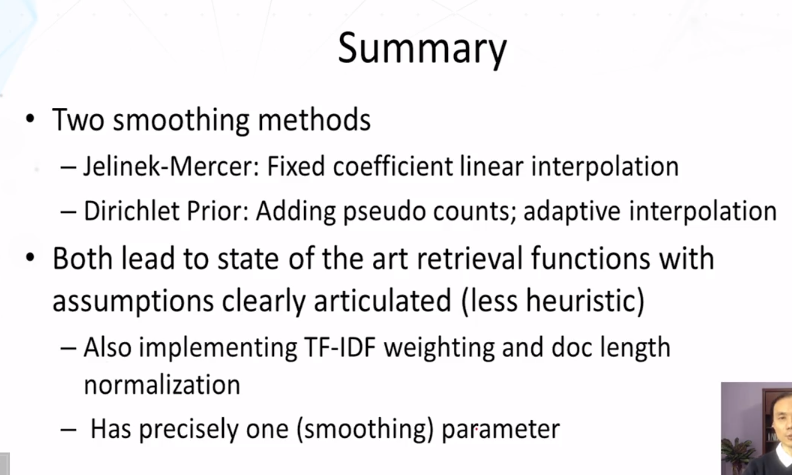 Summary
• Two smoothing methods
– Jelinek-Mercer: Fixed coefficient linear interpolation
– Dirichlet Prior: Adding pseudo counts; adaptive interpolation
• Both lead to state of the art retrieval functions with
assumptions clearly articulated (less heuristic)
– Also implementing TF-IDF weighting and doc length
normalization
– Has precisely one (smoothing) parameter